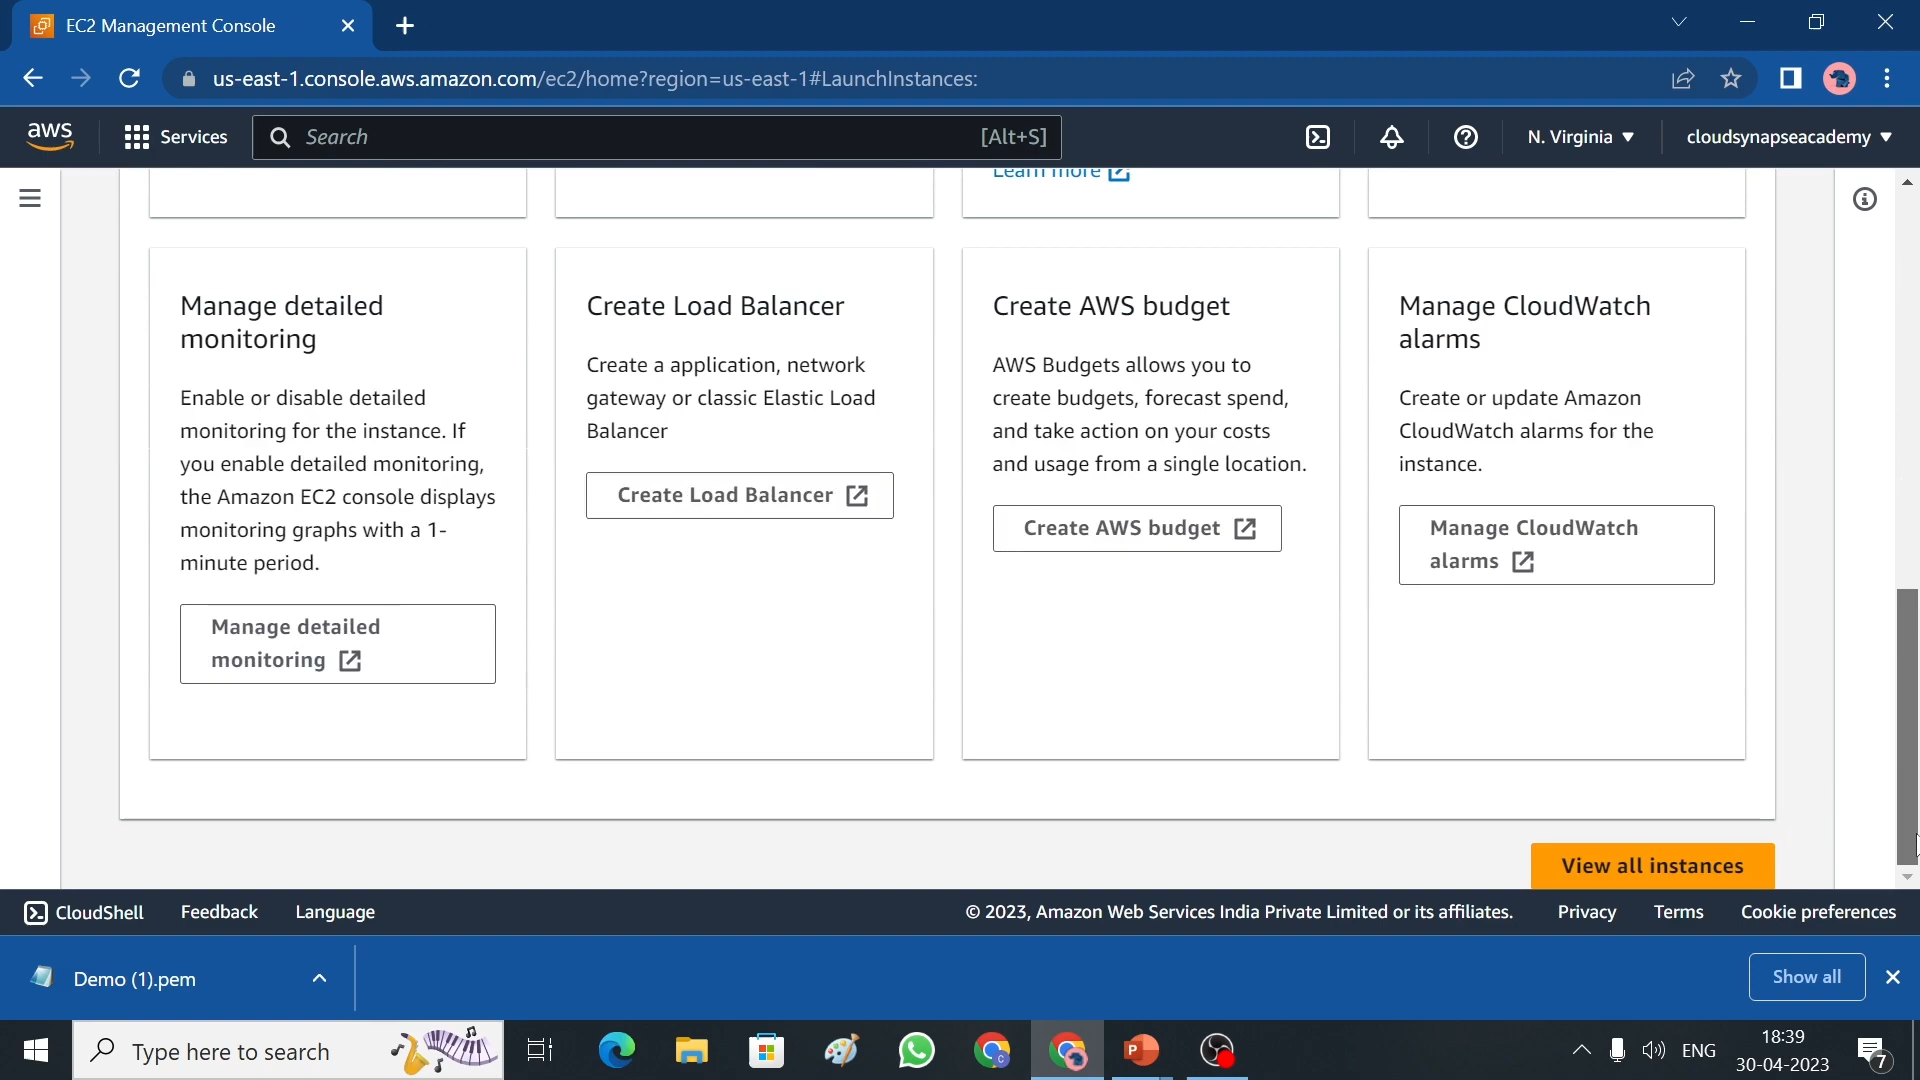 EC2 Management Console
us-east-1.console.aws.amazon.com/ec2/home?region=us-east-1#LaunchInstances:
aws
Services
Search
[Alt+S]
N. Virginia
cloudsynapseacademy
Learn more
Manage detailed
monitoring
Enable or disable detailed
monitoring for the instance. If
you enable detailed monitoring,
the Amazon EC2 console displays
monitoring graphs with a 1-
minute period.
Manage detailed
monitoring
Create Load Balancer
Create a application, network
gateway or classic Elastic Load
Balancer
Create Load Balancer
Create AWS budget
AWS Budgets allows you to
create budgets, forecast spend,
and take action on your costs
and usage from a single location.
Create AWS budget
Manage CloudWatch
alarms
Create or update Amazon
CloudWatch alarms for the
instance.
Manage CloudWatch
alarms
View all instances
CloudShell
Feedback
Language
© 2023, Amazon Web Services India Private Limited or its affiliates.
Privacy
Terms
Cookie preferences
Demo (1).pem
Show all
Type here to search
ENG
18:39
30-04-2023
7